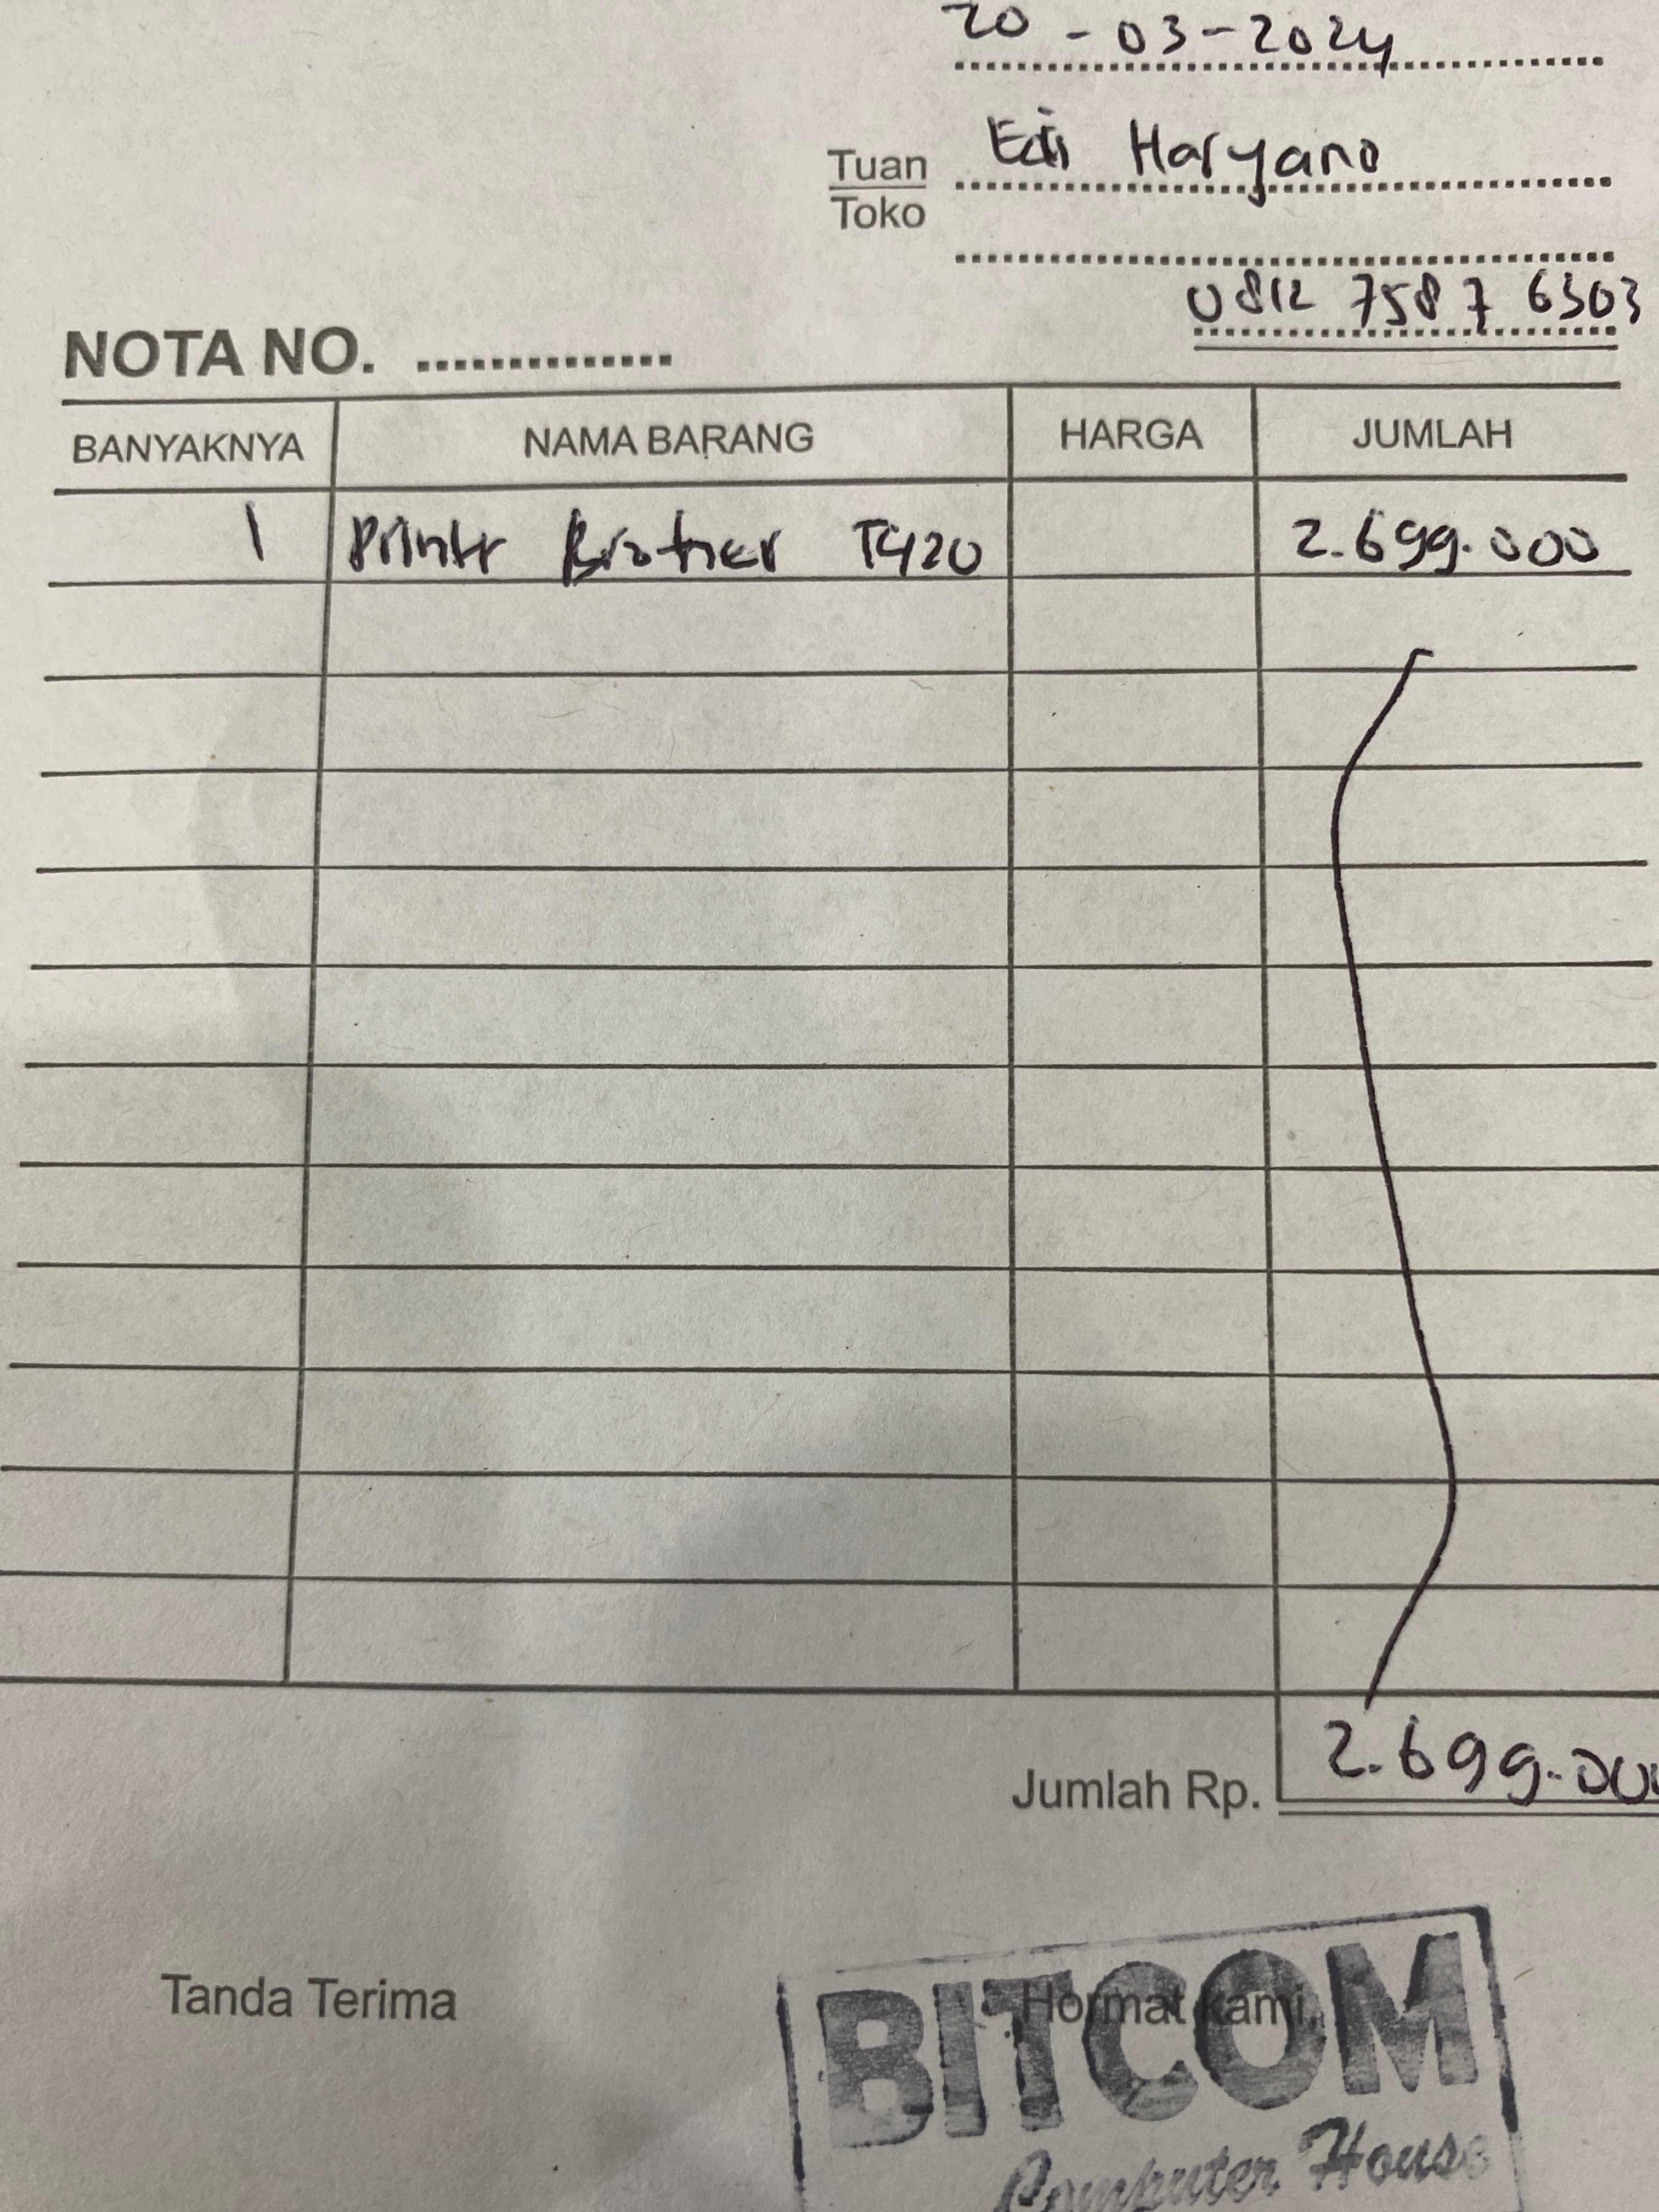 20-03-2024
Tuan Edi Haryano
Toko
0812 7587 6303
NOTA NO. ..............
BANYAKNYA NAMA BARANG HARGA JUMLAH
1 Printr Brother T420 2.699.000
Jumlah Rp. 2.699.000
Tanda Terima Hormat kami,
BITCOM
Computer House